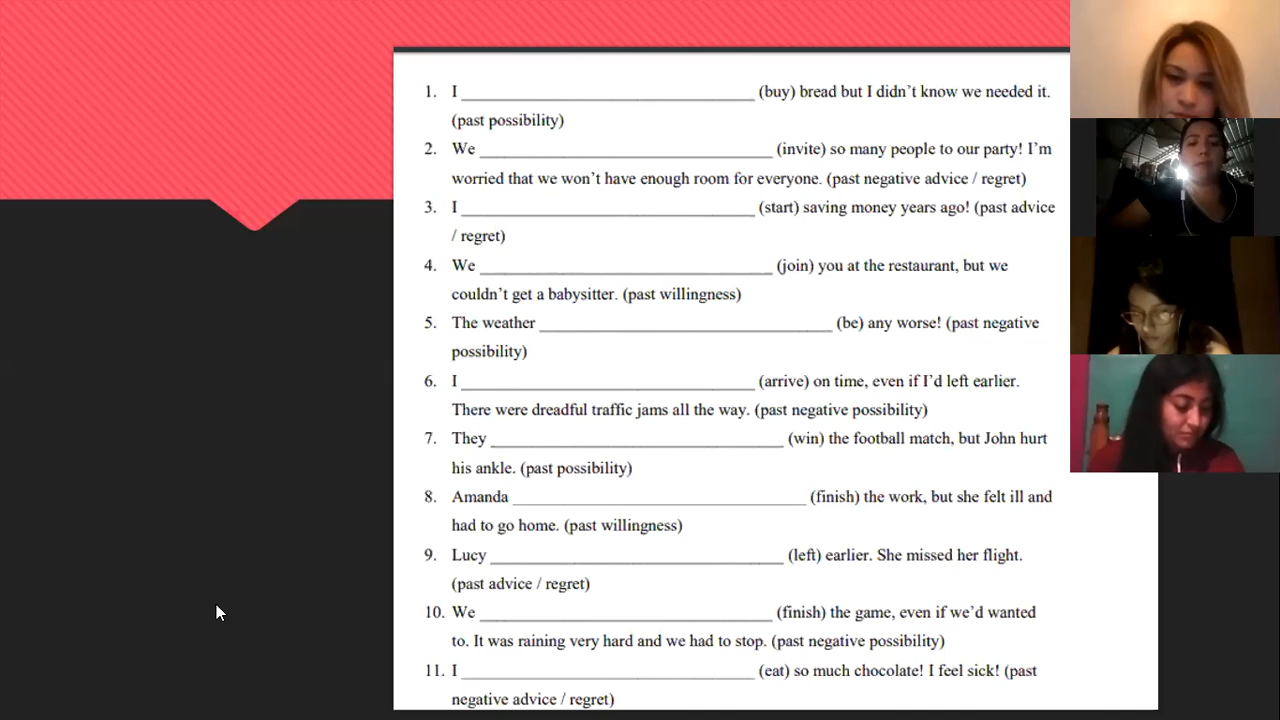 1. I ________________________________ (buy) bread but I didn’t know we needed it.
(past possibility)
2. We ________________________________ (invite) so many people to our party! I’m
worried that we won’t have enough room for everyone. (past negative advice / regret)
3. I ________________________________ (start) saving money years ago! (past advice
/ regret)
4. We ________________________________ (join) you at the restaurant, but we
couldn’t get a babysitter. (past willingness)
5. The weather ________________________________ (be) any worse! (past negative
possibility)
6. I ________________________________ (arrive) on time, even if I’d left earlier.
There were dreadful traffic jams all the way. (past negative possibility)
7. They ________________________________ (win) the football match, but John hurt
his ankle. (past possibility)
8. Amanda ________________________________ (finish) the work, but she felt ill and
had to go home. (past willingness)
9. Lucy ________________________________ (left) earlier. She missed her flight.
(past advice / regret)
10. We ________________________________ (finish) the game, even if we’d wanted
to. It was raining very hard and we had to stop. (past negative possibility)
11. I ________________________________ (eat) so much chocolate! I feel sick! (past
negative advice / regret)